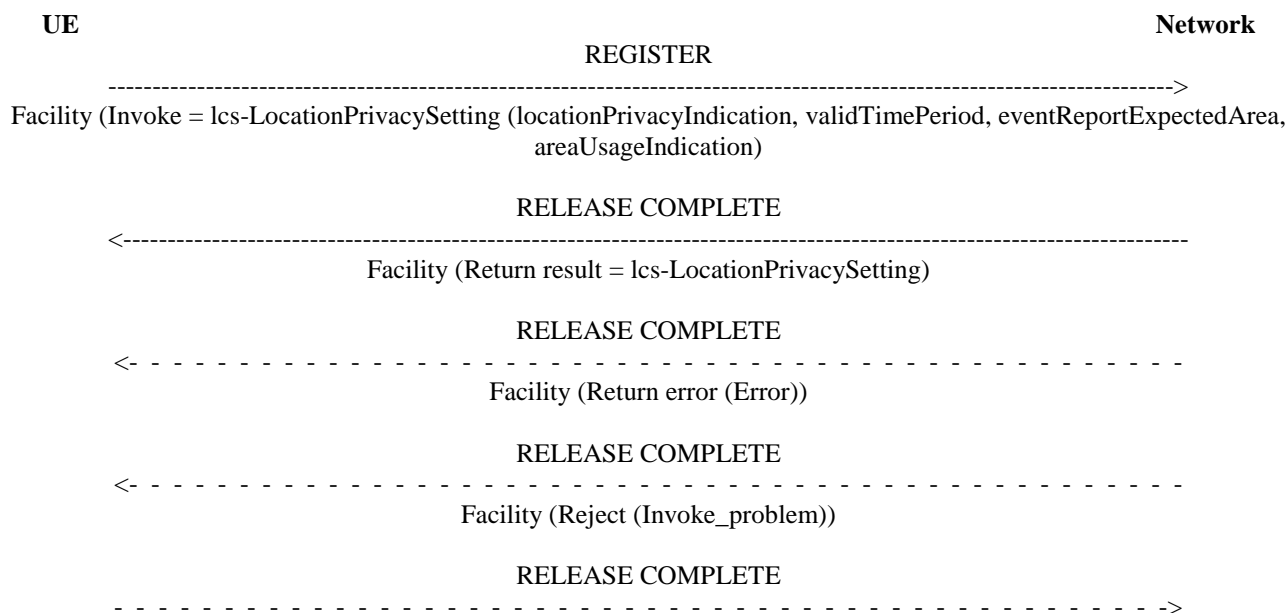 UE Network
REGISTER
------------------------------------------------------------------------------------------------------------------------>
Facility (Invoke = lcs-LocationPrivacySetting (locationPrivacyIndication, validTimePeriod, eventReportExpectedArea,
areaUsageIndication)
RELEASE COMPLETE
<------------------------------------------------------------------------------------------------------------------------
Facility (Return result = lcs-LocationPrivacySetting)
RELEASE COMPLETE
<- - - - - - - - - - - - - - - - - - - - - - - - - - - - - - - - - - - - - - - - - - - - - - - - - - - - - - - - - -
Facility (Return error (Error))
RELEASE COMPLETE
<- - - - - - - - - - - - - - - - - - - - - - - - - - - - - - - - - - - - - - - - - - - - - - - - - - - - - - - - - -
Facility (Reject (Invoke_problem))
RELEASE COMPLETE
- - - - - - - - - - - - - - - - - - - - - - - - - - - - - - - - - - - - - - - - - - - - - - - - - - - - - - - - - ->